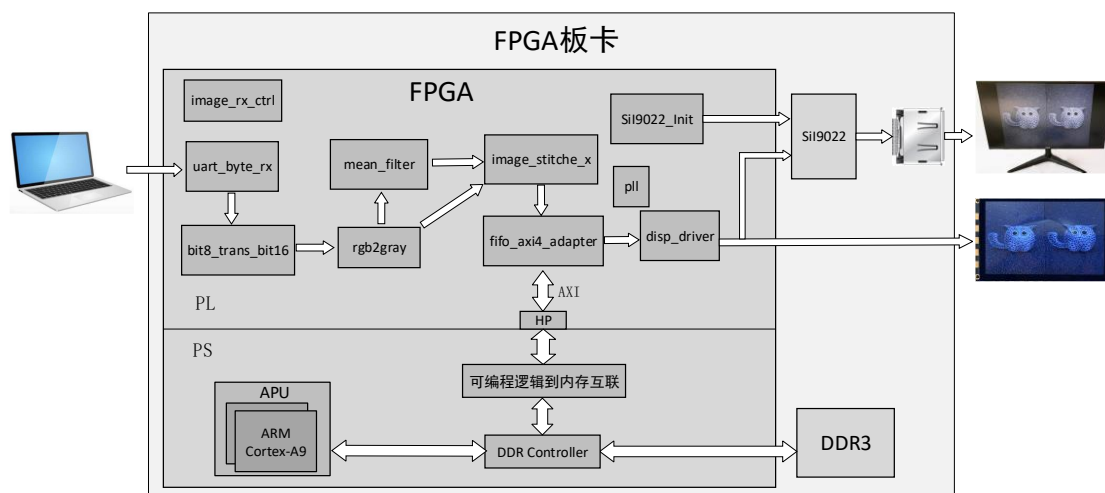 FPGA板卡
FPGA
image_rx_ctrl
SiI9022_Init
SiI9022
uart_byte_rx
mean_filter
image_stitche_x
pll
bit8_trans_bit16
rgb2gray
fifo_axi4_adapter
disp_driver
AXI
PL
HP
PS
可编程逻辑到内存互联
APU
ARM
Cortex-A9
DDR Controller
DDR3